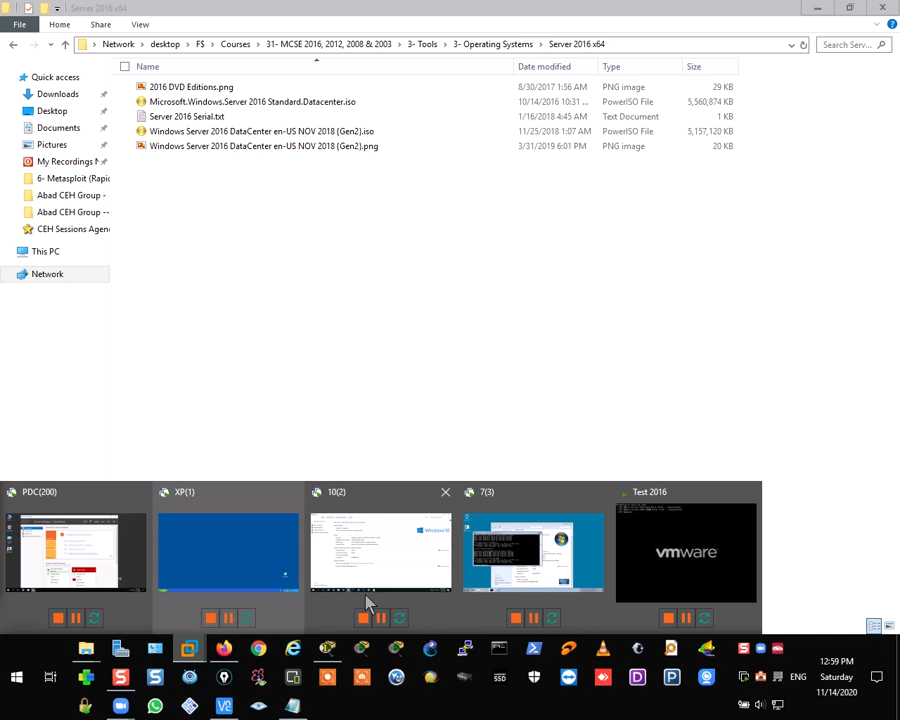 Server 2016 x64
File Home Share View
Network desktop F$ Courses 31- MCSE 2016, 2012, 2008 & 2003 3- Tools 3- Operating Systems Server 2016 x64 Search Serv...
Name Date modified Type Size
Quick access
Downloads
Desktop
Documents
Pictures
My Recordings
6- Metasploit (Rapid
Abad CEH Group -
Abad CEH Group --
CEH Sessions Agen
This PC
Network
2016 DVD Editions.png 8/30/2017 1:56 AM PNG image 29 KB
Microsoft.Windows.Server 2016 Standard.Datacenter.iso 10/14/2016 10:31 ... PowerISO File 5,560,874 KB
Server 2016 Serial.txt 1/16/2018 4:45 AM Text Document 1 KB
Windows Server 2016 DataCenter en-US NOV 2018 {Gen2}.iso 11/25/2018 1:07 AM PowerISO File 5,157,120 KB
Windows Server 2016 DataCenter en-US NOV 2018 {Gen2}.png 3/31/2019 6:01 PM PNG image 20 KB
PDC(200) XP(1) 10(2) 7(3) Test 2016
Windows 10
vmware
SSD
ENG
12:59 PM
Saturday
11/14/2020